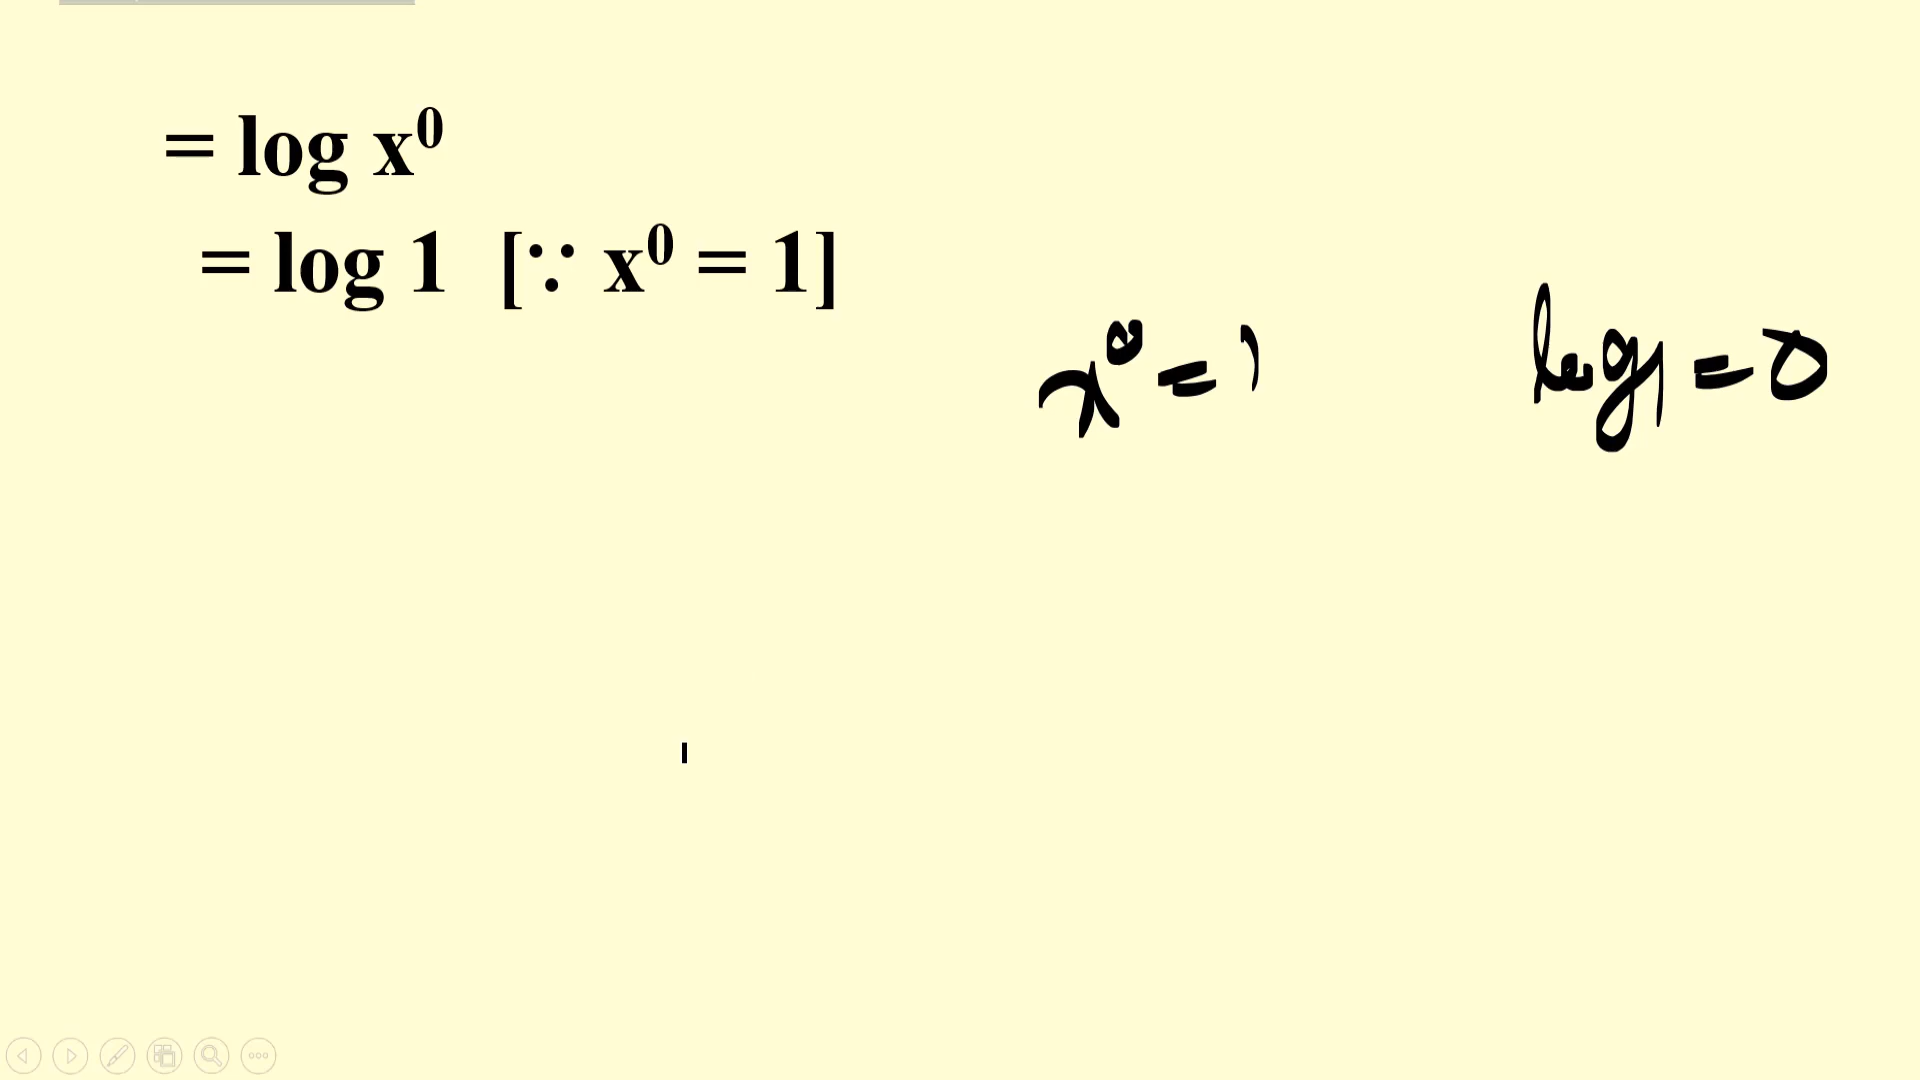 = log x⁰
= log 1 [∵ x⁰ = 1]
x⁰ = 1
log 1 = 0